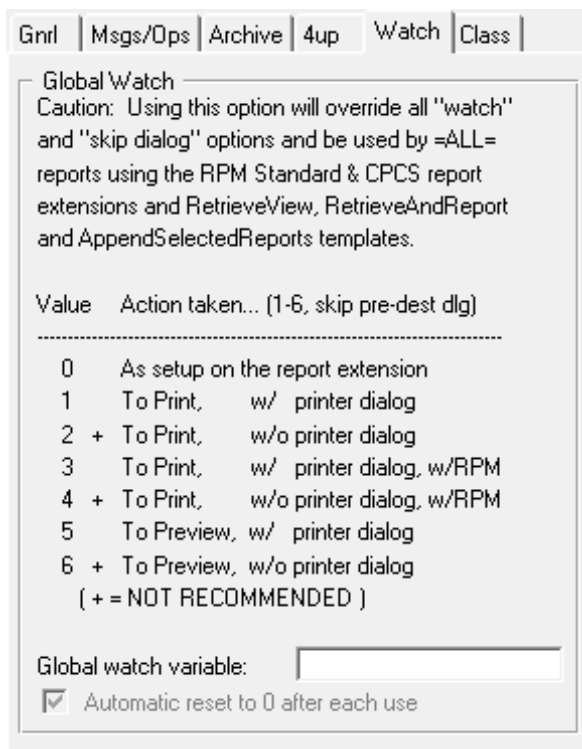 Gnrl Msgs/Ops Archive 4up Watch Class
Global Watch
Caution: Using this option will override all "watch"
and "skip dialog" options and be used by =ALL=
reports using the RPM Standard & CPCS report
extensions and RetrieveView, RetrieveAndReport
and AppendSelectedReports templates.
Value Action taken... (1-6, skip pre-dest dlg)
--------------------------------------------------------------------------
0 As setup on the report extension
1 To Print, w/ printer dialog
2 + To Print, w/o printer dialog
3 To Print, w/ printer dialog, w/RPM
4 + To Print, w/o printer dialog, w/RPM
5 To Preview, w/ printer dialog
6 + To Preview, w/o printer dialog
( + = NOT RECOMMENDED )
Global watch variable:
Automatic reset to 0 after each use